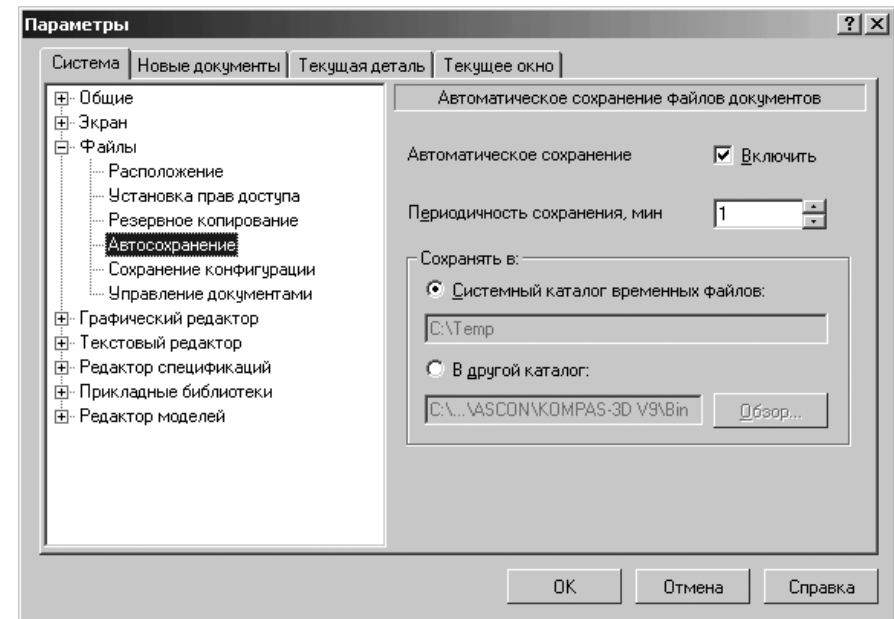 Параметры
Система Новые документы Текущая деталь Текущее окно
Общие
Экран
Файлы
Расположение
Установка прав доступа
Резервное копирование
Автосохранение
Сохранение конфигурации
Управление документами
Графический редактор
Текстовый редактор
Редактор спецификаций
Прикладные библиотеки
Редактор моделей
Автоматическое сохранение файлов документов
Автоматическое сохранение Включить
Периодичность сохранения, мин 1
Сохранять в:
Системный каталог временных файлов:
C:\Temp
В другой каталог:
C:\...\ASCON\KOMPAS-3D V9\Bin Обзор...
OK Отмена Справка